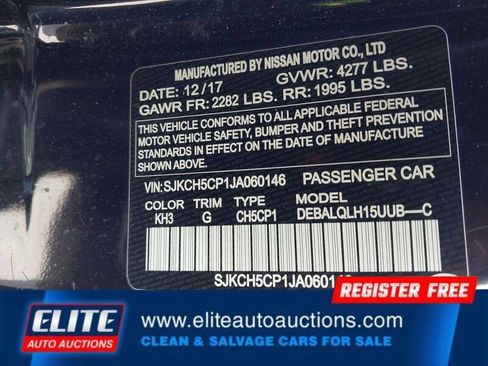 MANUFACTURED BY NISSAN MOTOR CO., LTD
DATE: 12/17 GVWR: 4277 LBS.
GAWR FR: 2282 LBS. RR: 1995 LBS.
THIS VEHICLE CONFORMS TO ALL APPLICABLE FEDERAL
MOTOR VEHICLE SAFETY, BUMPER AND THEFT PREVENTION
STANDARDS IN EFFECT ON THE DATE OF MANUFACTURE
SHOWN ABOVE.
VIN: SJKCH5CP1JA060146 PASSENGER CAR
COLOR TRIM TYPE MODEL
KH3 G CH5CP1 DEBALQLH15UUB—C
SJKCH5CP1JA060146
REGISTER FREE
ELITE
AUTO AUCTIONS
www.eliteautoauctions.com
CLEAN & SALVAGE CARS FOR SALE